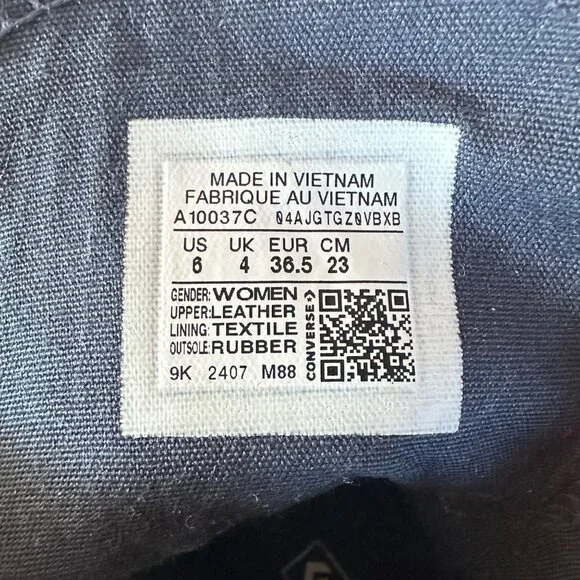 MADE IN VIETNAM
FABRIQUE AU VIETNAM
A10037C 04AJGTGZ0VBXB
US UK EUR CM
6 4 36.5 23
GENDER: WOMEN
UPPER: LEATHER
LINING: TEXTILE
OUTSOLE: RUBBER
CONVERSE
9K 2407 M88